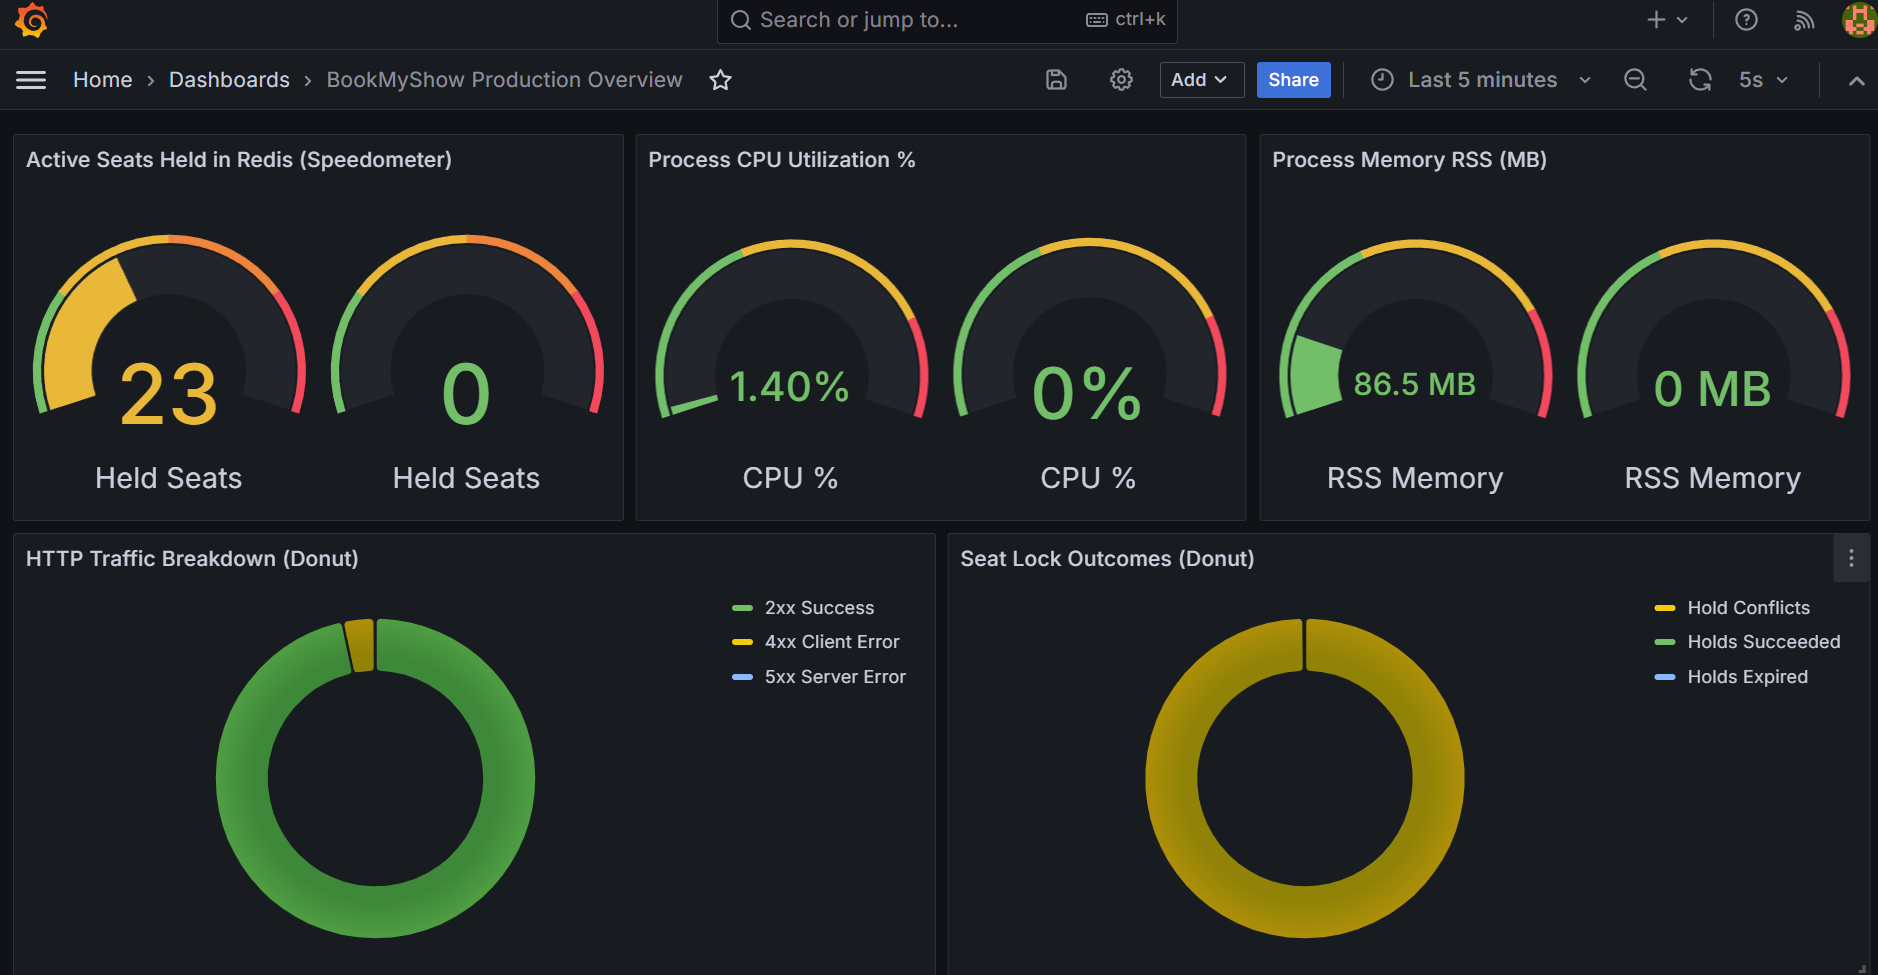 Search or jump to... ctrl+k
Home › Dashboards › BookMyShow Production Overview
Add
Share
Last 5 minutes
5s
Active Seats Held in Redis (Speedometer)
23
Held Seats
0
Held Seats
Process CPU Utilization %
1.40%
CPU %
0%
CPU %
Process Memory RSS (MB)
86.5 MB
RSS Memory
0 MB
RSS Memory
HTTP Traffic Breakdown (Donut)
2xx Success
4xx Client Error
5xx Server Error
Seat Lock Outcomes (Donut)
Hold Conflicts
Holds Succeeded
Holds Expired